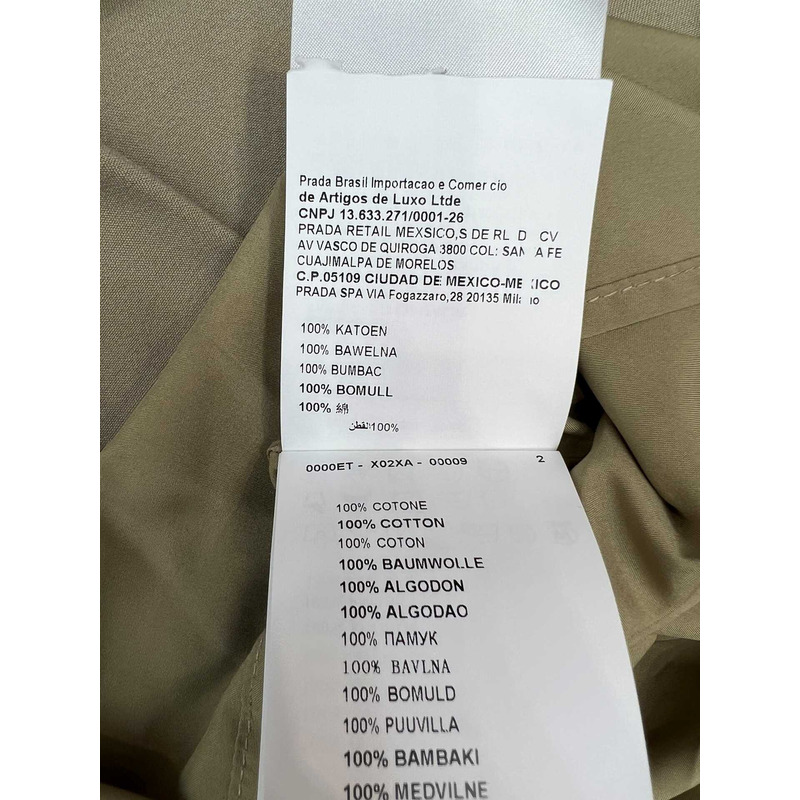 Prada Brasil Importacao e Comer cio
de Artigos de Luxo Ltde
CNPJ 13.633.271/0001-26
PRADA RETAIL MEXSICO,S DE RL D CV
AV VASCO DE QUIROGA 3800 COL: SAN A FE
CUAJIMALPA DE MORELOS
C.P.05109 CIUDAD DE MEXICO-ME ICO
PRADA SPA VIA Fogazzaro,28 20135 Mil no
100% KATOEN
100% BAWELNA
100% BUMBAC
100% BOMULL
100% 綿
100% القطن
0000ET - X02XA - 00009 2
100% COTONE
100% COTTON
100% COTON
100% BAUMWOLLE
100% ALGODON
100% ALGODAO
100% ПАМУК
100% BAVLNA
100% BOMULD
100% PUUVILLA
100% BAMBAKI
100% MEDVILNE